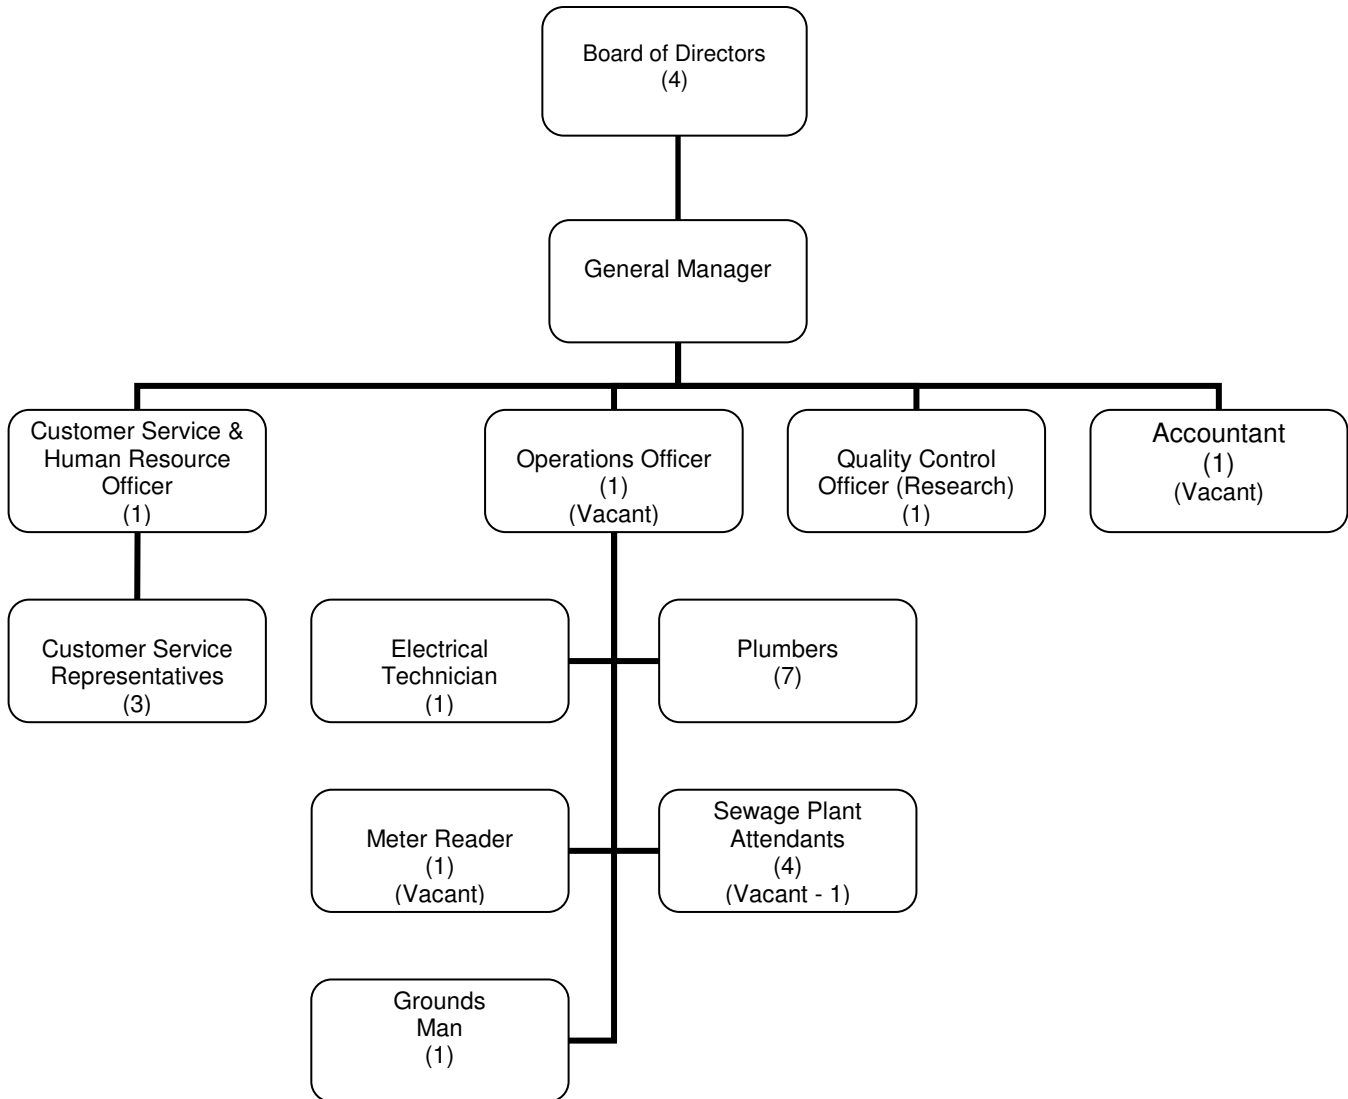 Board of Directors
(4)
General Manager
Customer Service &
Human Resource
Officer
(1)
Operations Officer
(1)
(Vacant)
Quality Control
Officer (Research)
(1)
Accountant
(1)
(Vacant)
Customer Service
Representatives
(3)
Electrical
Technician
(1)
Plumbers
(7)
Meter Reader
(1)
(Vacant)
Sewage Plant
Attendants
(4)
(Vacant - 1)
Grounds
Man
(1)